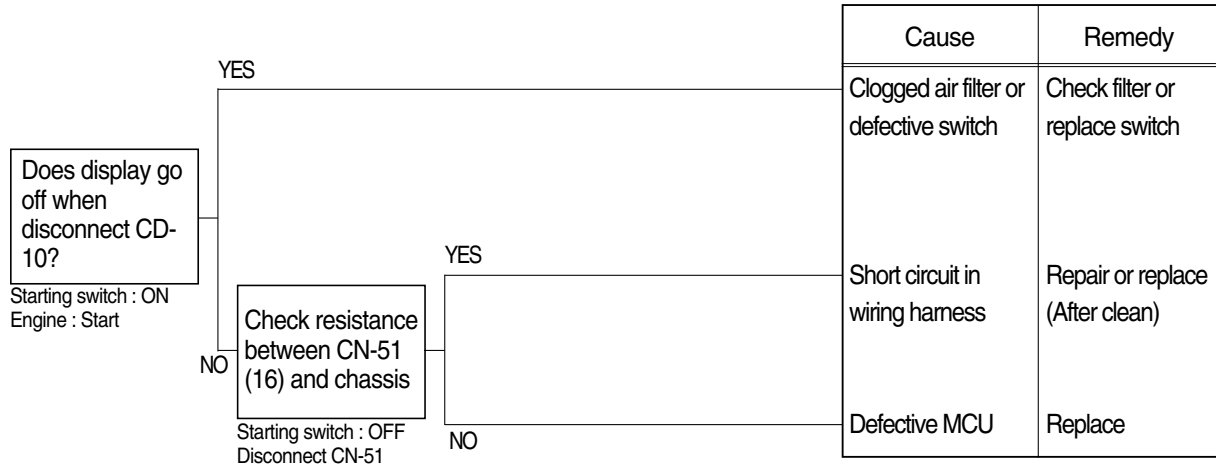 Cause
Remedy
YES
Clogged air filter or
defective switch
Check filter or
replace switch
Does display go
off when
disconnect CD-
10?
Starting switch : ON
Engine : Start
YES
Short circuit in
wiring harness
Repair or replace
(After clean)
NO
Check resistance
between CN-51
(16) and chassis
Starting switch : OFF
Disconnect CN-51
NO
Defective MCU
Replace